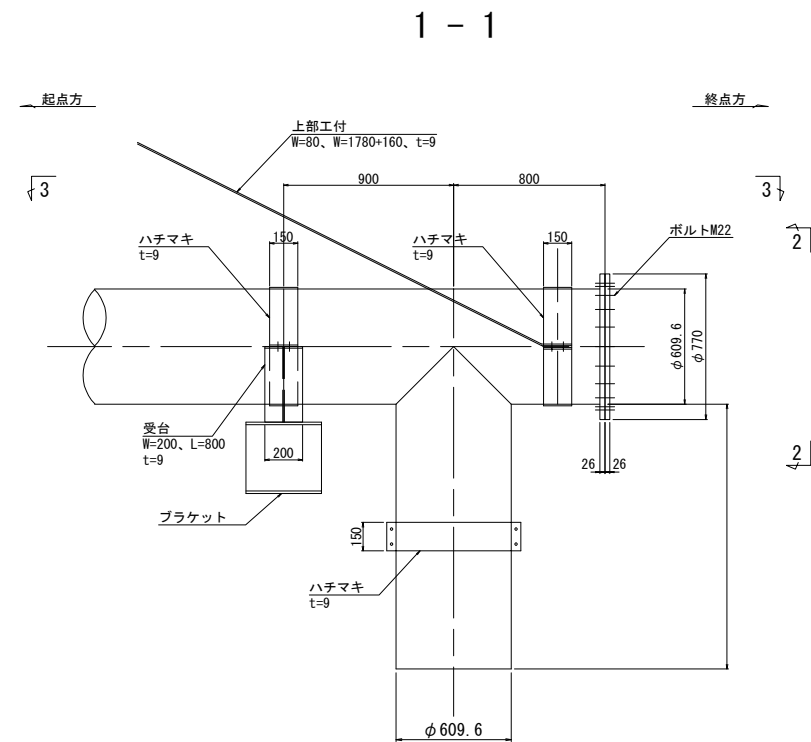 1 - 1
起点方
終点方
上部工付
W=80、W=1780+160、t=9
3
900
800
3
2
ハチマキ
t=9
150
ハチマキ
t=9
150
ボルトM22
φ609.6
φ770
受台
W=200、L=800
t=9
200
26
26
2
ブラケット
150
ハチマキ
t=9
φ609.6